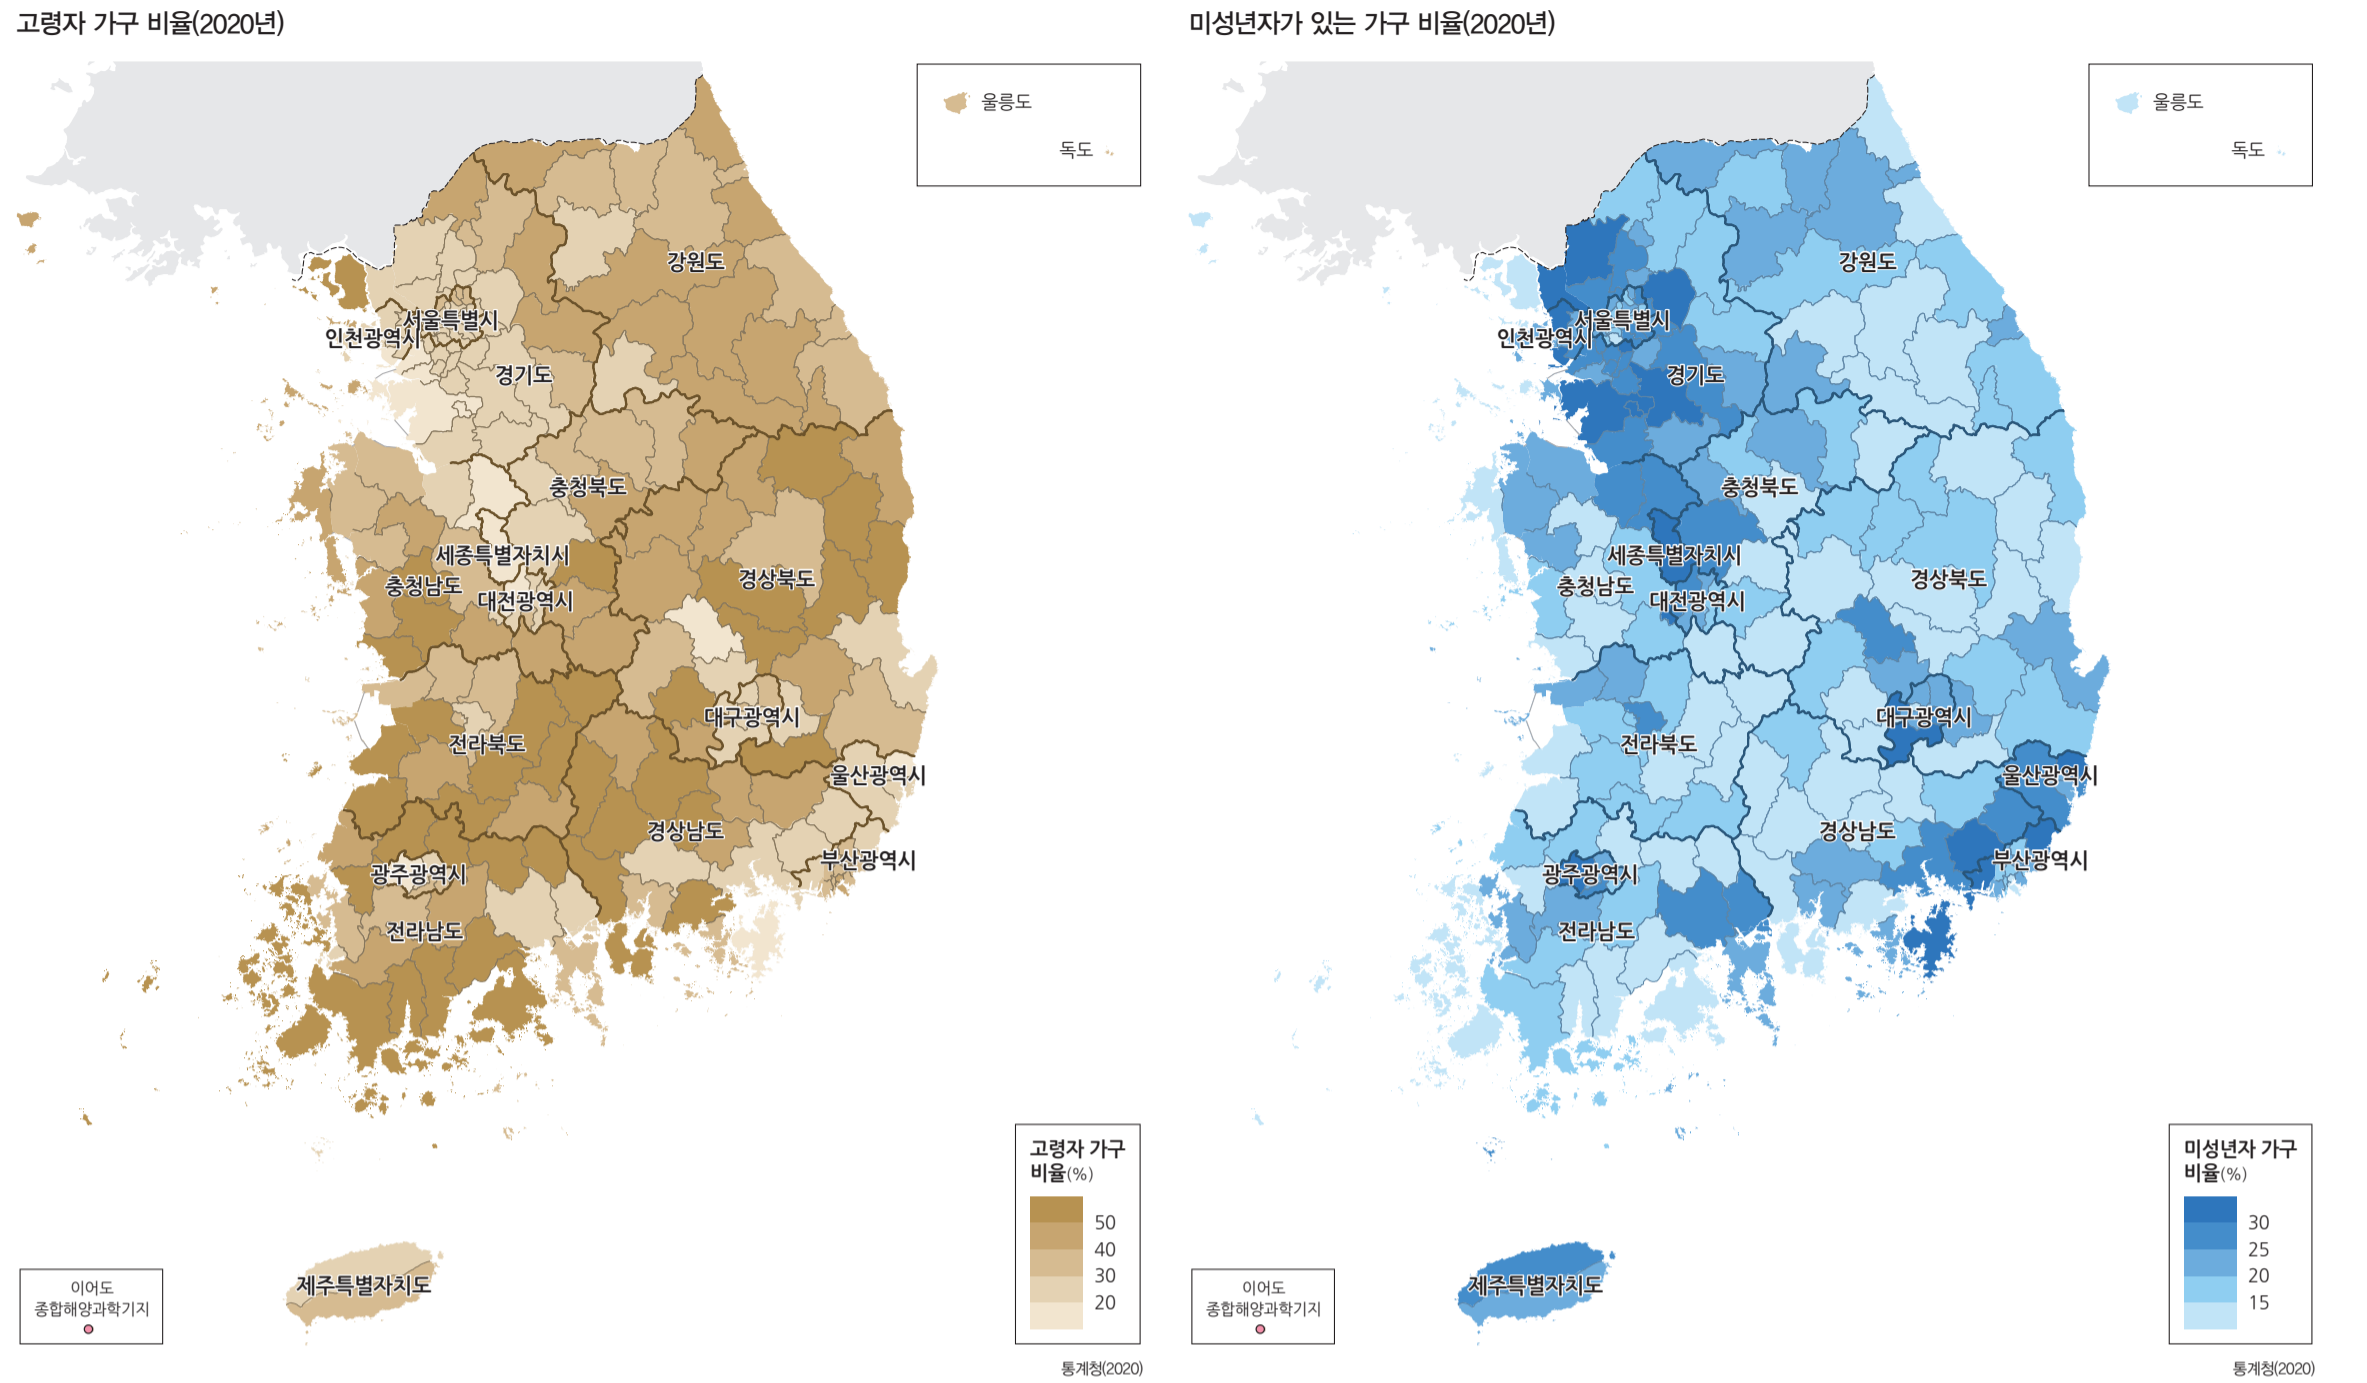 고령자 가구 비율(2020년)
울릉도
독도
강원도
서울특별시
인천광역시
경기도
충청북도
세종특별자치시
충청남도
경상북도
대전광역시
대구광역시
전라북도
울산광역시
경상남도
부산광역시
광주광역시
전라남도
제주특별자치도
이어도
종합해양과학기지
고령자 가구
비율(%)
50
40
30
20
통계청(2020)
미성년자가 있는 가구 비율(2020년)
울릉도
독도
강원도
서울특별시
인천광역시
경기도
충청북도
세종특별자치시
충청남도
경상북도
대전광역시
대구광역시
전라북도
울산광역시
경상남도
부산광역시
광주광역시
전라남도
제주특별자치도
이어도
종합해양과학기지
미성년자 가구
비율(%)
30
25
20
15
통계청(2020)